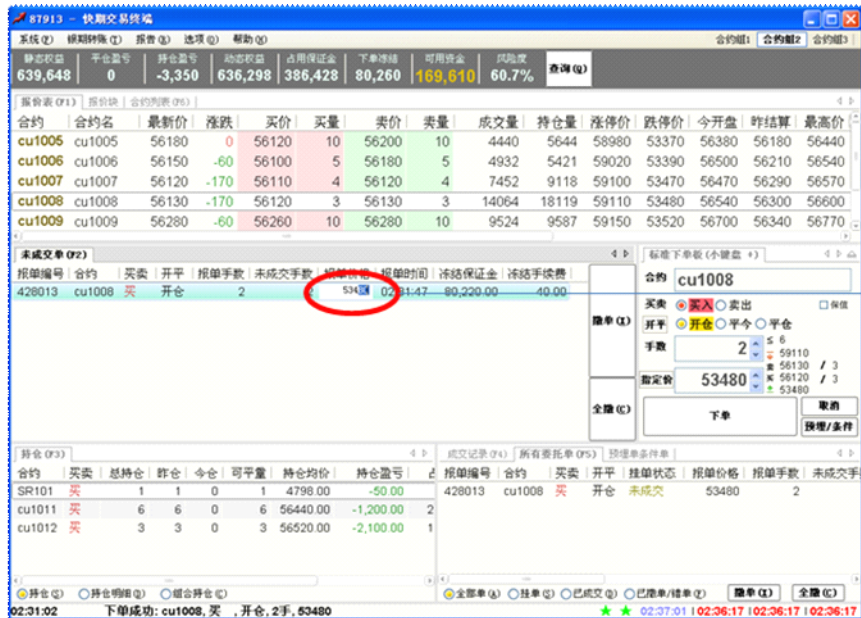 87913 - 快期交易终端
系统(P) 银期转账(T) 报告(R) 选项(O) 帮助(H) 合约组1 合约组2 合约组3
静态权益 平仓盈亏 持仓盈亏 动态权益 占用保证金 下单冻结 可用资金 风险度
639,648 0 -3,350 636,298 386,428 80,260 169,610 60.7% 查询(Q)
报价表(F1) 报价块 合约列表(F6)
合约 合约名 最新价 涨跌 买价 买量 卖价 卖量 成交量 持仓量 涨停价 跌停价 今开盘 昨结算 最高价
cu1005 cu1005 56180 0 56120 10 56200 10 4440 5644 58980 53370 56380 56180 56440
cu1006 cu1006 56150 -60 56100 5 56180 5 4932 5421 59020 53390 56500 56210 56540
cu1007 cu1007 56120 -170 56110 4 56120 4 7452 9118 59100 53470 56470 56290 56570
cu1008 cu1008 56130 -170 56120 3 56130 3 14064 18119 59110 53480 56540 56300 56600
cu1009 cu1009 56280 -60 56260 10 56280 10 9524 9587 59150 53520 56700 56340 56770
未成交单(F2)
报单编号 合约 买卖 开平 报单手数 未成交手数 报单价格 报单时间 冻结保证金 冻结手续费
428013 cu1008 买 开仓 2 534 02:31:47 80,220.00 40.00
撤单(X)
全撤(C)
标准下单板(小键盘 +)
合约 cu1008
买卖 买入 卖出 保值
开平 开仓 平今 平仓
手数 2 ≤ 6
59110
指定价 53480 卖 56130 / 3
买 56120 / 3
53480
下单 取消
预埋/条件
持仓(F3)
合约 买卖 总持仓 昨仓 今仓 可平量 持仓均价 持仓盈亏 占
SR101 买 1 1 0 1 4798.00 -50.00
cu1011 买 6 6 0 6 56440.00 -1,200.00 2
cu1012 买 3 3 0 3 56520.00 -2,100.00 1
持仓(S) 持仓明细(D) 组合持仓(E)
成交记录(F4) 所有委托单(F5) 预埋单条件单
报单编号 合约 买卖 开平 挂单状态 报单价格 报单手数 未成交手
428013 cu1008 买 开仓 未成交 53480 2
全部单(A) 挂单(S) 已成交(D) 已撤单/错单(F) 撤单(X) 全撤(C)
02:31:02 下单成功: cu1008, 买 , 开仓, 2手, 53480 02:37:01 02:36:17 02:36:17 02:36:17